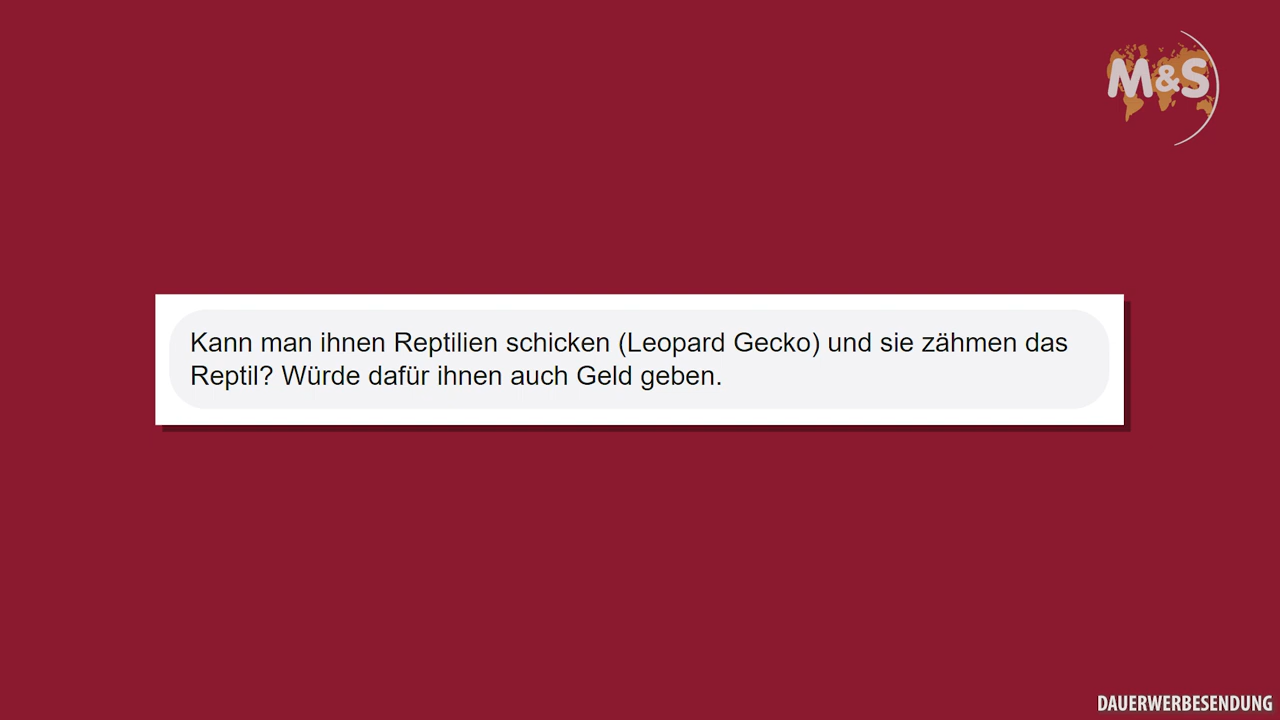 M&S
Kann man ihnen Reptilien schicken (Leopard Gecko) und sie zähmen das
Reptil? Würde dafür ihnen auch Geld geben.
DAUERWERBESENDUNG